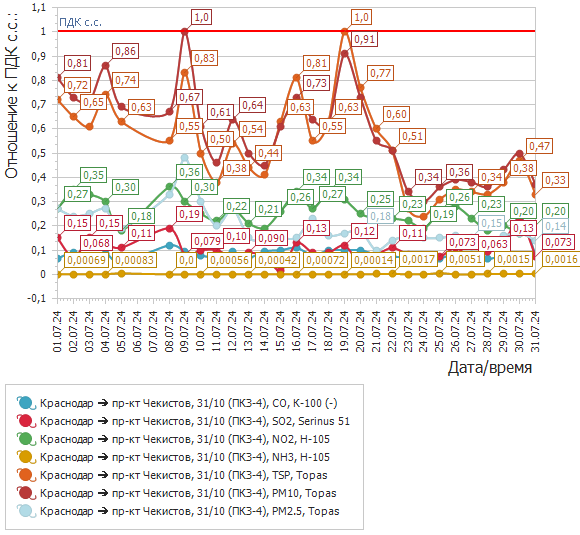 Отношение к ПДК с.с.:
1,1
1
0,9
0,8
0,7
0,6
0,5
0,4
0,3
0,2
0,1
0
-0,1
ПДК с.с.
1,0 1,0
0,91
0,81 0,86 0,83 0,81
0,72 0,74 0,73 0,77
0,65 0,63 0,67 0,61 0,64 0,63 0,63 0,60
0,55 0,50 0,54 0,55 0,51
0,38 0,44 0,47
0,35 0,36 0,34 0,34 0,34 0,36 0,39 0,36 0,34 0,38 0,33
0,27 0,30 0,30 0,26 0,25 0,23 0,26 0,23 0,20 0,20
0,15 0,15 0,18 0,19 0,13 0,18 0,19 0,15 0,13 0,14
0,068 0,11 0,079 0,10 0,090 0,12 0,11 0,073 0,063 0,073
0,00069 0,00083 0,0 0,00056 0,00042 0,00072 0,00014 0,0017 0,0051 0,0015 0,0016
01.07.24 02.07.24 03.07.24 04.07.24 05.07.24 06.07.24 07.07.24 08.07.24 09.07.24 10.07.24 11.07.24 12.07.24 13.07.24 14.07.24 15.07.24 16.07.24 17.07.24 18.07.24 19.07.24 20.07.24 21.07.24 22.07.24 23.07.24 24.07.24 25.07.24 26.07.24 27.07.24 28.07.24 29.07.24 30.07.24 31.07.24
Дата/время
Краснодар ➔ пр-кт Чекистов, 31/10 (ПКЗ-4), CO, К-100 (-)
Краснодар ➔ пр-кт Чекистов, 31/10 (ПКЗ-4), SO2, Serinus 51
Краснодар ➔ пр-кт Чекистов, 31/10 (ПКЗ-4), NO2, Н-105
Краснодар ➔ пр-кт Чекистов, 31/10 (ПКЗ-4), NH3, Н-105
Краснодар ➔ пр-кт Чекистов, 31/10 (ПКЗ-4), TSP, Topas
Краснодар ➔ пр-кт Чекистов, 31/10 (ПКЗ-4), PM10, Topas
Краснодар ➔ пр-кт Чекистов, 31/10 (ПКЗ-4), PM2.5, Topas